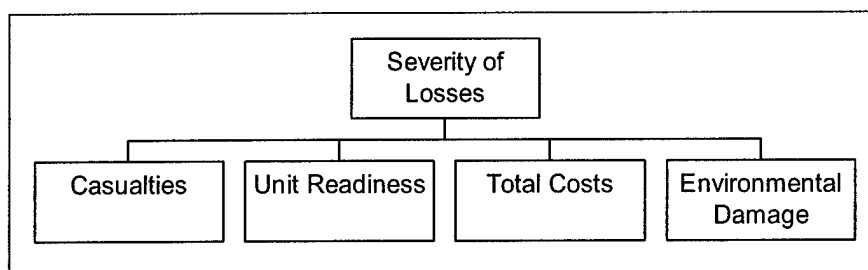 Severity of
Losses
Casualties
Unit Readiness
Total Costs
Environmental
Damage